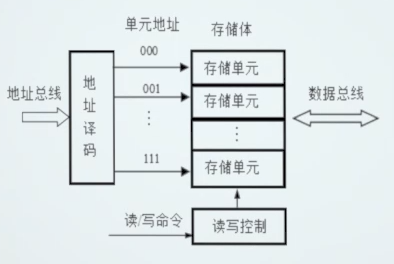 单元地址
存储体
000
存储单元
地址总线
地址译码
001
存储单元
数据总线
⋮
⋮
111
存储单元
读/写命令
读写控制